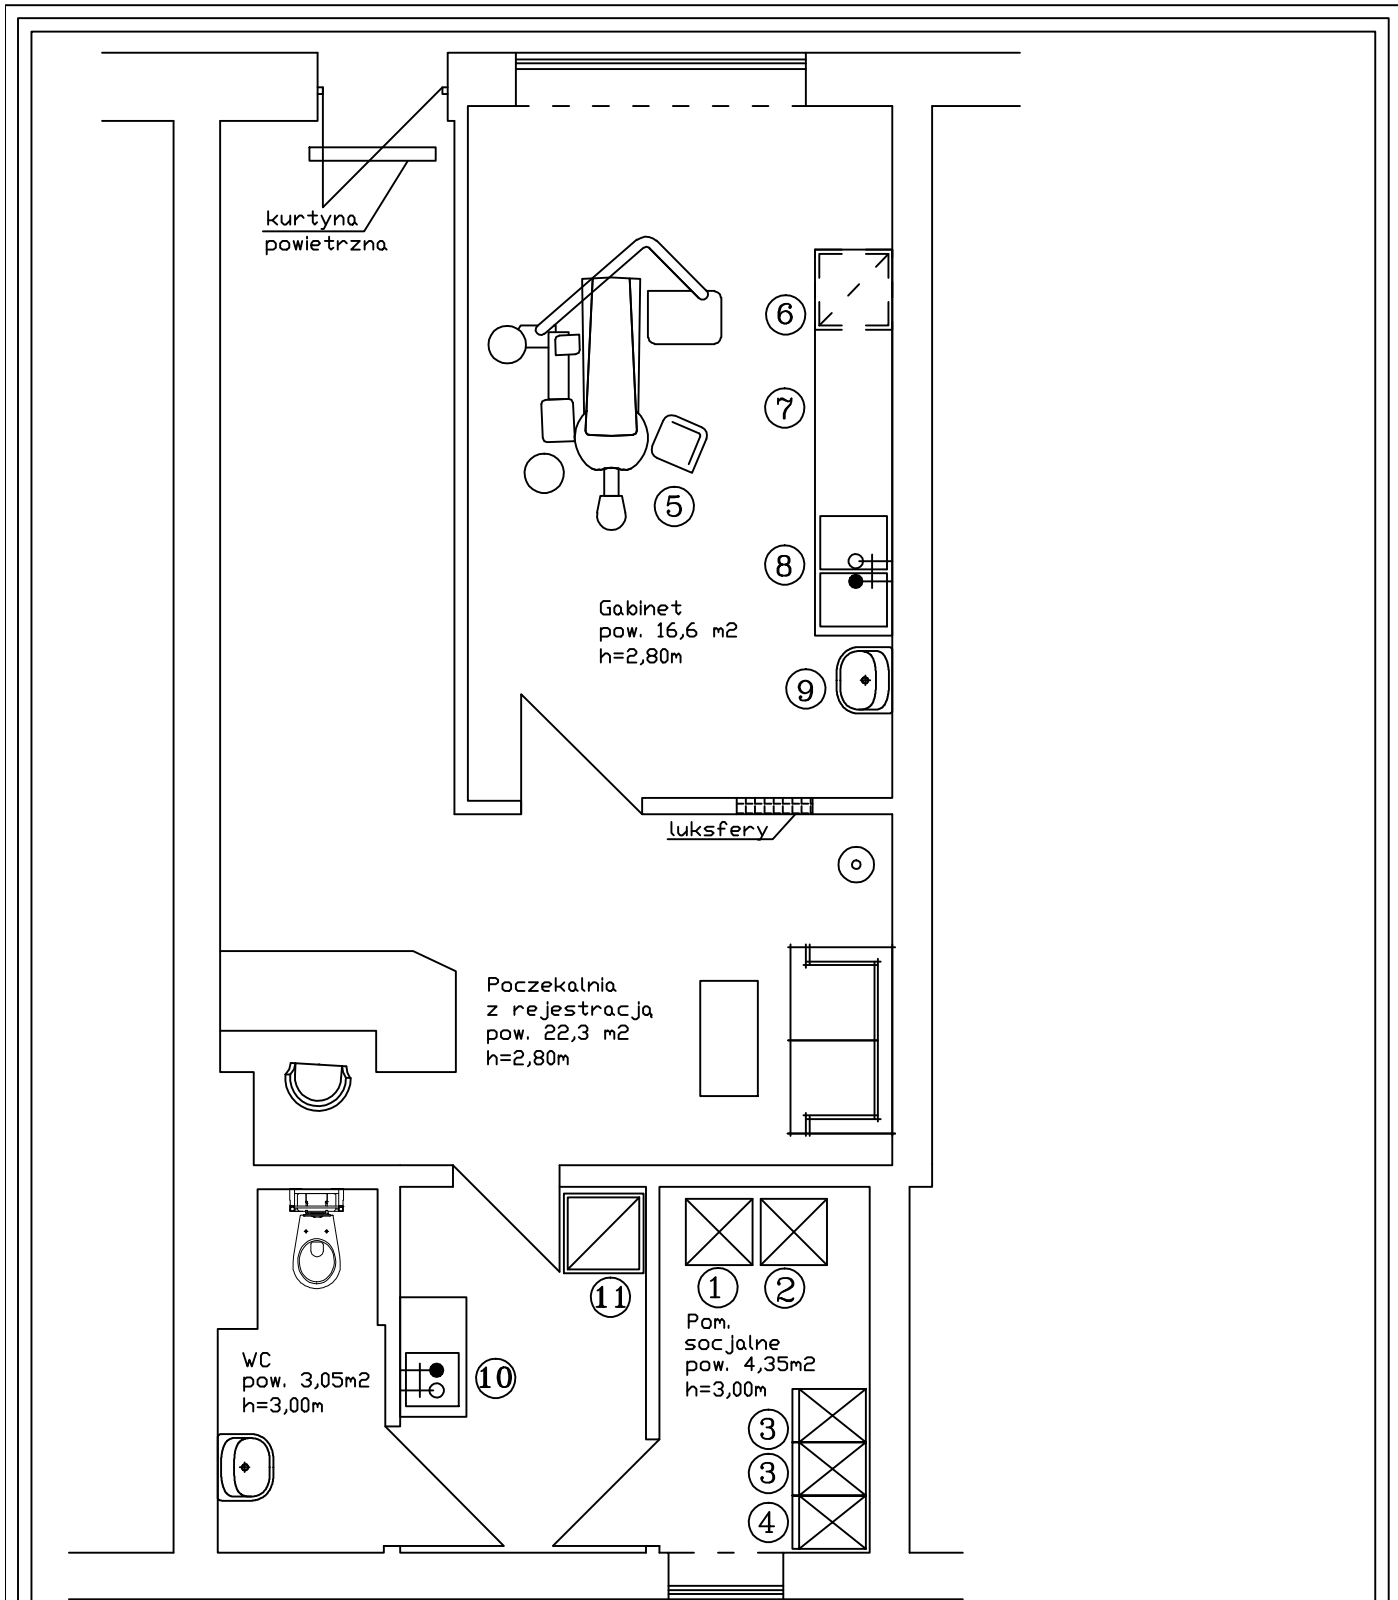 kurtyna
powietrzna
6
7
5
8
Gabinet
pow. 16,6 m2
h=2,80m
9
luksfery
Poczekalnia
z rejestracją
pow. 22,3 m2
h=2,80m
11
1
2
Pom.
socjalne
pow. 4,35m2
h=3,00m
WC
pow. 3,05m2
h=3,00m
10
3
3
4